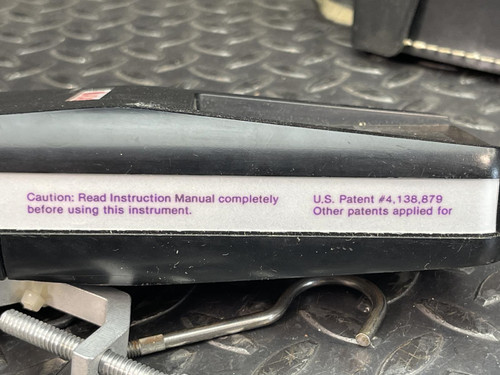 Caution: Read Instruction Manual completely
before using this instrument.
U.S. Patent #4,138,879
Other patents applied for